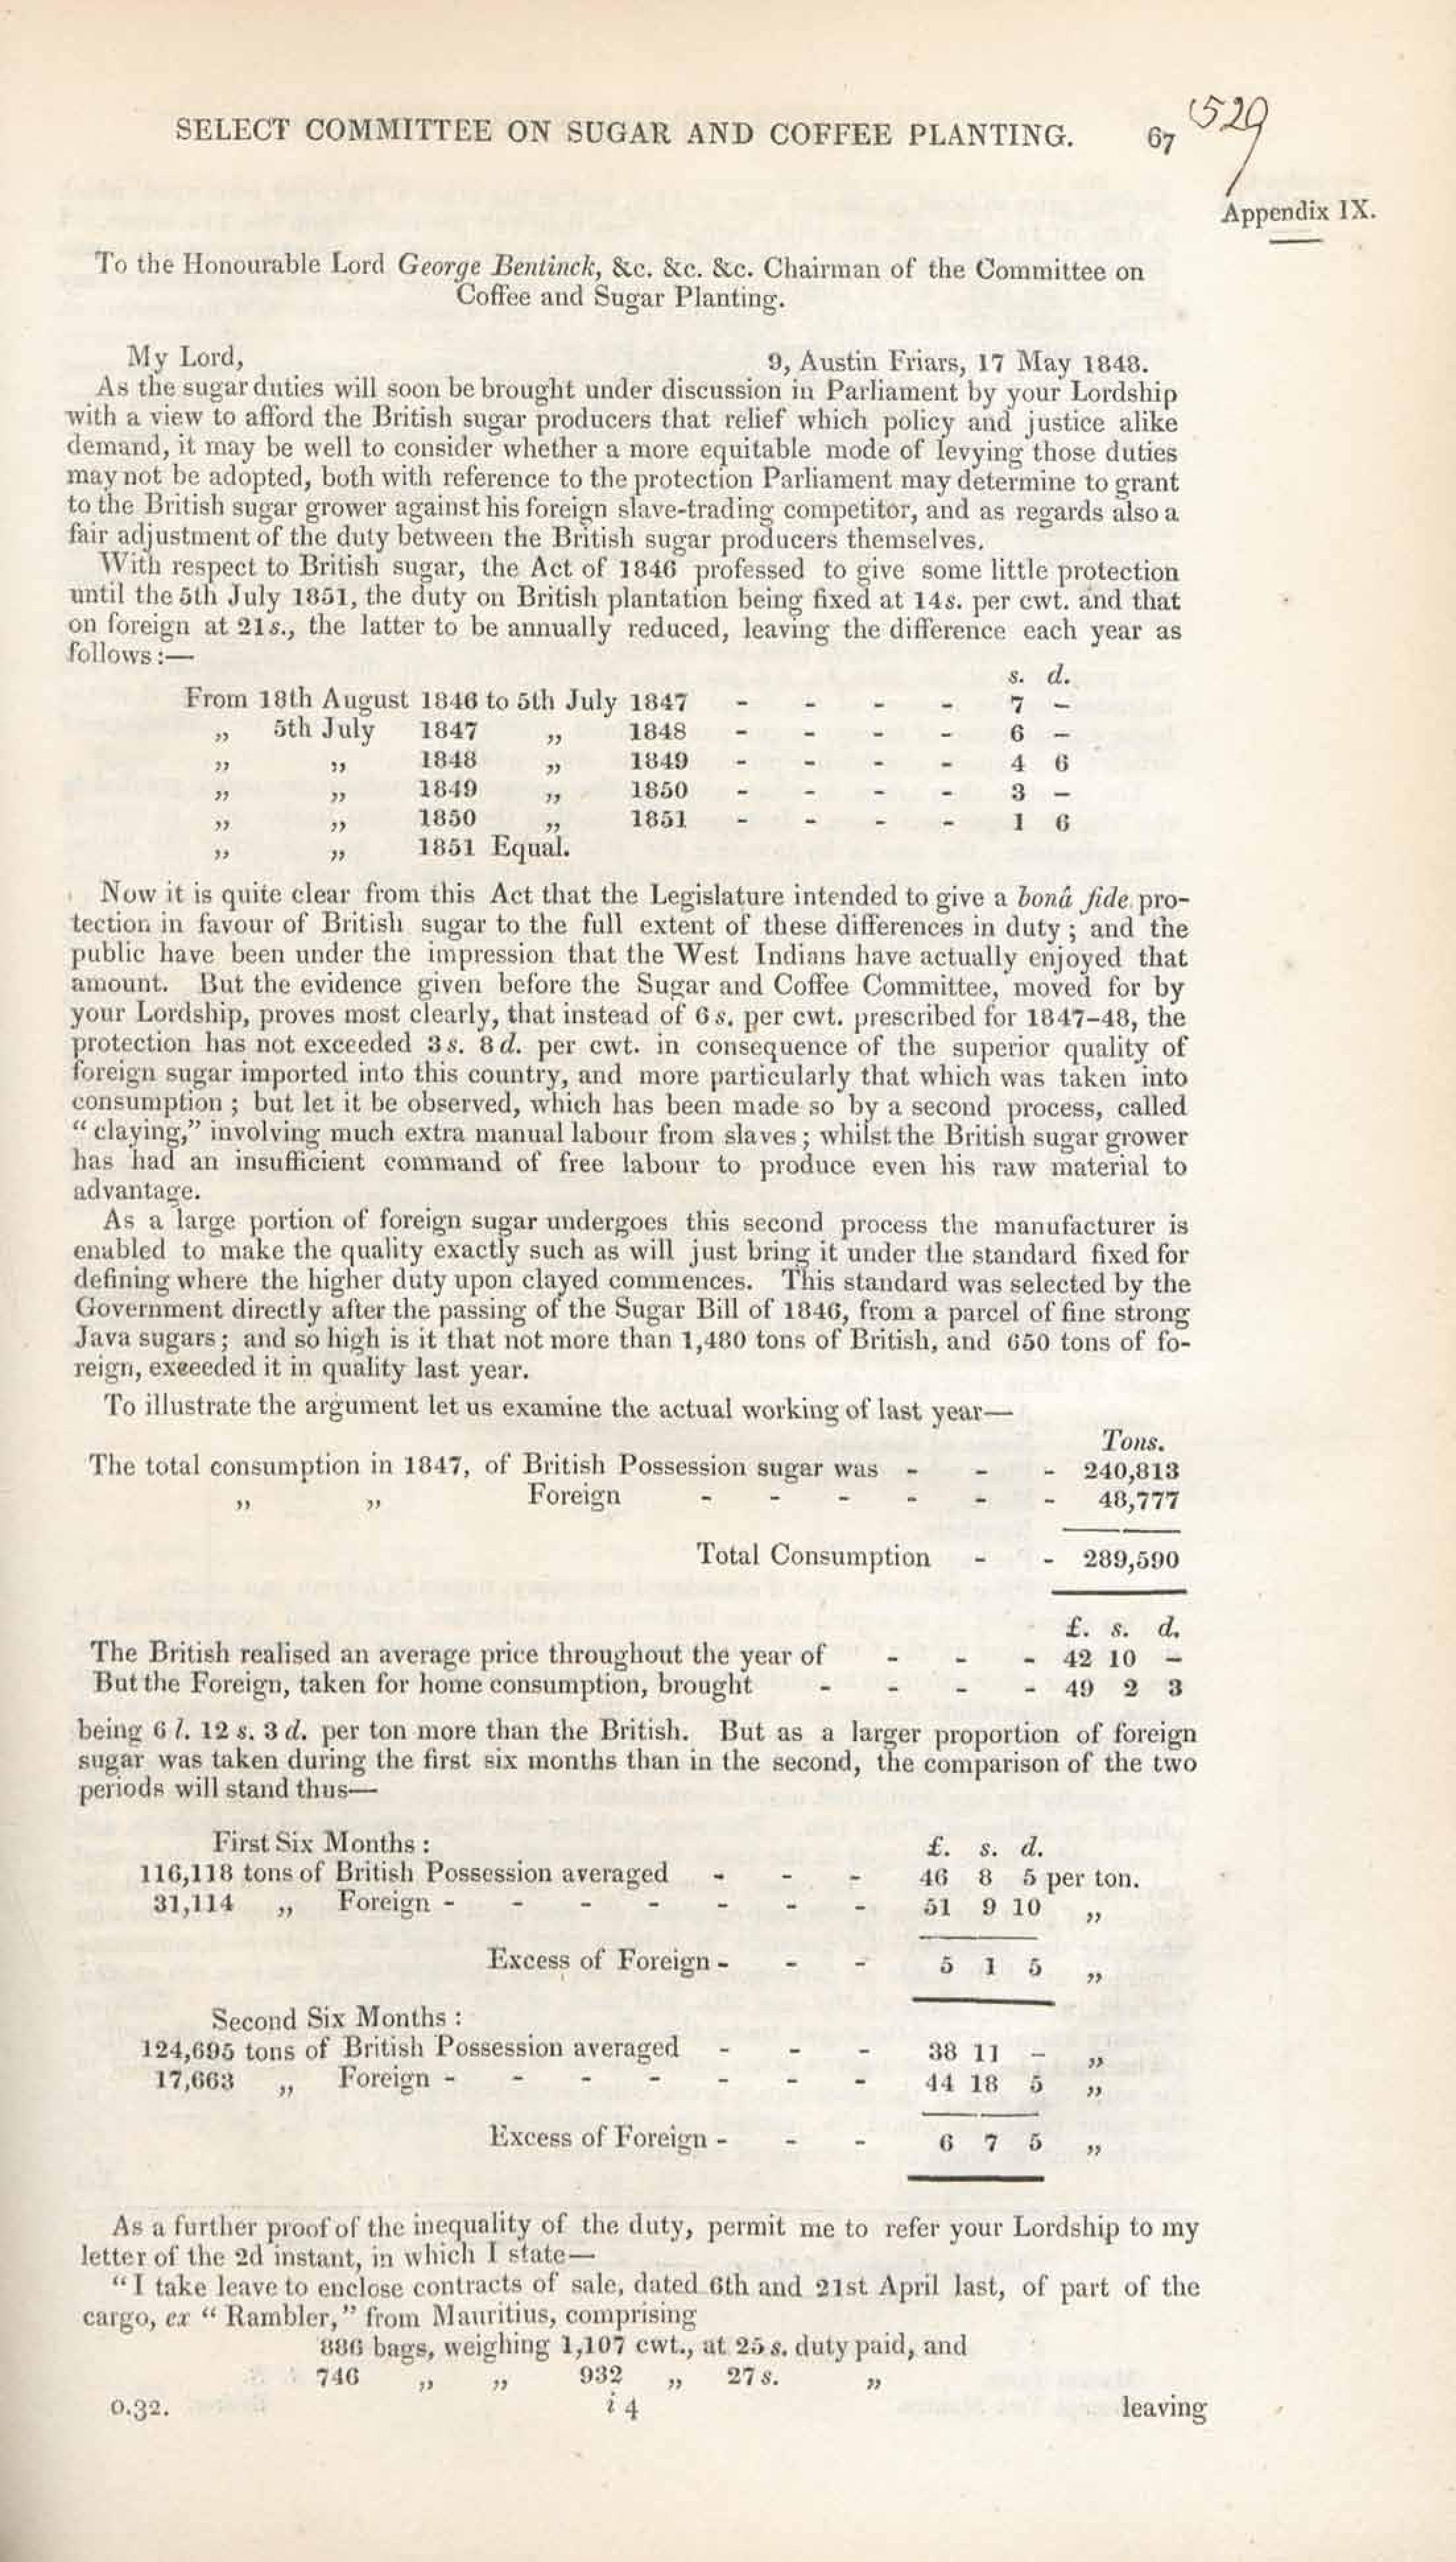 SELECT COMMITTEE ON SUGAR AND COFFEE PLANTING. 67
529
Appendix IX.
To the Honourable Lord George Bentinck, &c. &c. &c. Chairman of the Committee on
Coffee and Sugar Planting.
My Lord, 9, Austin Friars, 17 May 1848.
As the sugar duties will soon be brought under discussion in Parliament by your Lordship
with a view to afford the British sugar producers that relief which policy and justice alike
demand, it may be well to consider whether a more equitable mode of levying those duties
may not be adopted, both with reference to the protection Parliament may determine to grant
to the British sugar grower against his foreign slave-trading competitor, and as regards also a
fair adjustment of the duty between the British sugar producers themselves.
With respect to British sugar, the Act of 1846 professed to give some little protection
until the 5th July 1851, the duty on British plantation being fixed at 14s. per cwt. and that
on foreign at 21s., the latter to be annually reduced, leaving the difference each year as
follows:—
s. d.
From 18th August 1846 to 5th July 1847 - - - - 7 –
„ 5th July 1847 „ 1848 - - - - 6 –
„ „ 1848 „ 1849 - - - - 4 6
„ „ 1849 „ 1850 - - - - 3 –
„ „ 1850 „ 1851 - - - - 1 6
„ „ 1851 Equal.
Now it is quite clear from this Act that the Legislature intended to give a bonâ fide pro-
tection in favour of British sugar to the full extent of these differences in duty; and the
public have been under the impression that the West Indians have actually enjoyed that
amount. But the evidence given before the Sugar and Coffee Committee, moved for by
your Lordship, proves most clearly, that instead of 6s. per cwt. prescribed for 1847-48, the
protection has not exceeded 3s. 8d. per cwt. in consequence of the superior quality of
foreign sugar imported into this country, and more particularly that which was taken into
consumption; but let it be observed, which has been made so by a second process, called
"claying," involving much extra manual labour from slaves; whilst the British sugar grower
has had an insufficient command of free labour to produce even his raw material to
advantage.
As a large portion of foreign sugar undergoes this second process the manufacturer is
enabled to make the quality exactly such as will just bring it under the standard fixed for
defining where the higher duty upon clayed commences. This standard was selected by the
Government directly after the passing of the Sugar Bill of 1846, from a parcel of fine strong
Java sugars; and so high is it that not more than 1,480 tons of British, and 650 tons of fo-
reign, exceeded it in quality last year.
To illustrate the argument let us examine the actual working of last year—
Tons.
The total consumption in 1847, of British Possession sugar was - - - 240,813
„ „ Foreign - - - - - - 48,777
Total Consumption - - 289,590
£. s. d.
The British realised an average price throughout the year of - - - 42 10 –
But the Foreign, taken for home consumption, brought - - - - 49 2 3
being 6l. 12s. 3d. per ton more than the British. But as a larger proportion of foreign
sugar was taken during the first six months than in the second, the comparison of the two
periods will stand thus—
First Six Months: £. s. d.
116,118 tons of British Possession averaged - - - 46 8 5 per ton.
31,114 „ Foreign - - - - - - - 51 9 10 „
Excess of Foreign - - - 5 1 5 „
Second Six Months:
124,695 tons of British Possession averaged - - - 38 11 – „
17,663 „ Foreign - - - - - - - 44 18 5 „
Excess of Foreign - - - 6 7 5 „
As a further proof of the inequality of the duty, permit me to refer your Lordship to my
letter of the 2d instant, in which I state—
"I take leave to enclose contracts of sale, dated 6th and 21st April last, of part of the
cargo, ex "Rambler," from Mauritius, comprising
886 bags, weighing 1,107 cwt., at 25s. duty paid, and
746 „ „ 932 „ 27s. „
0.32. i 4 leaving